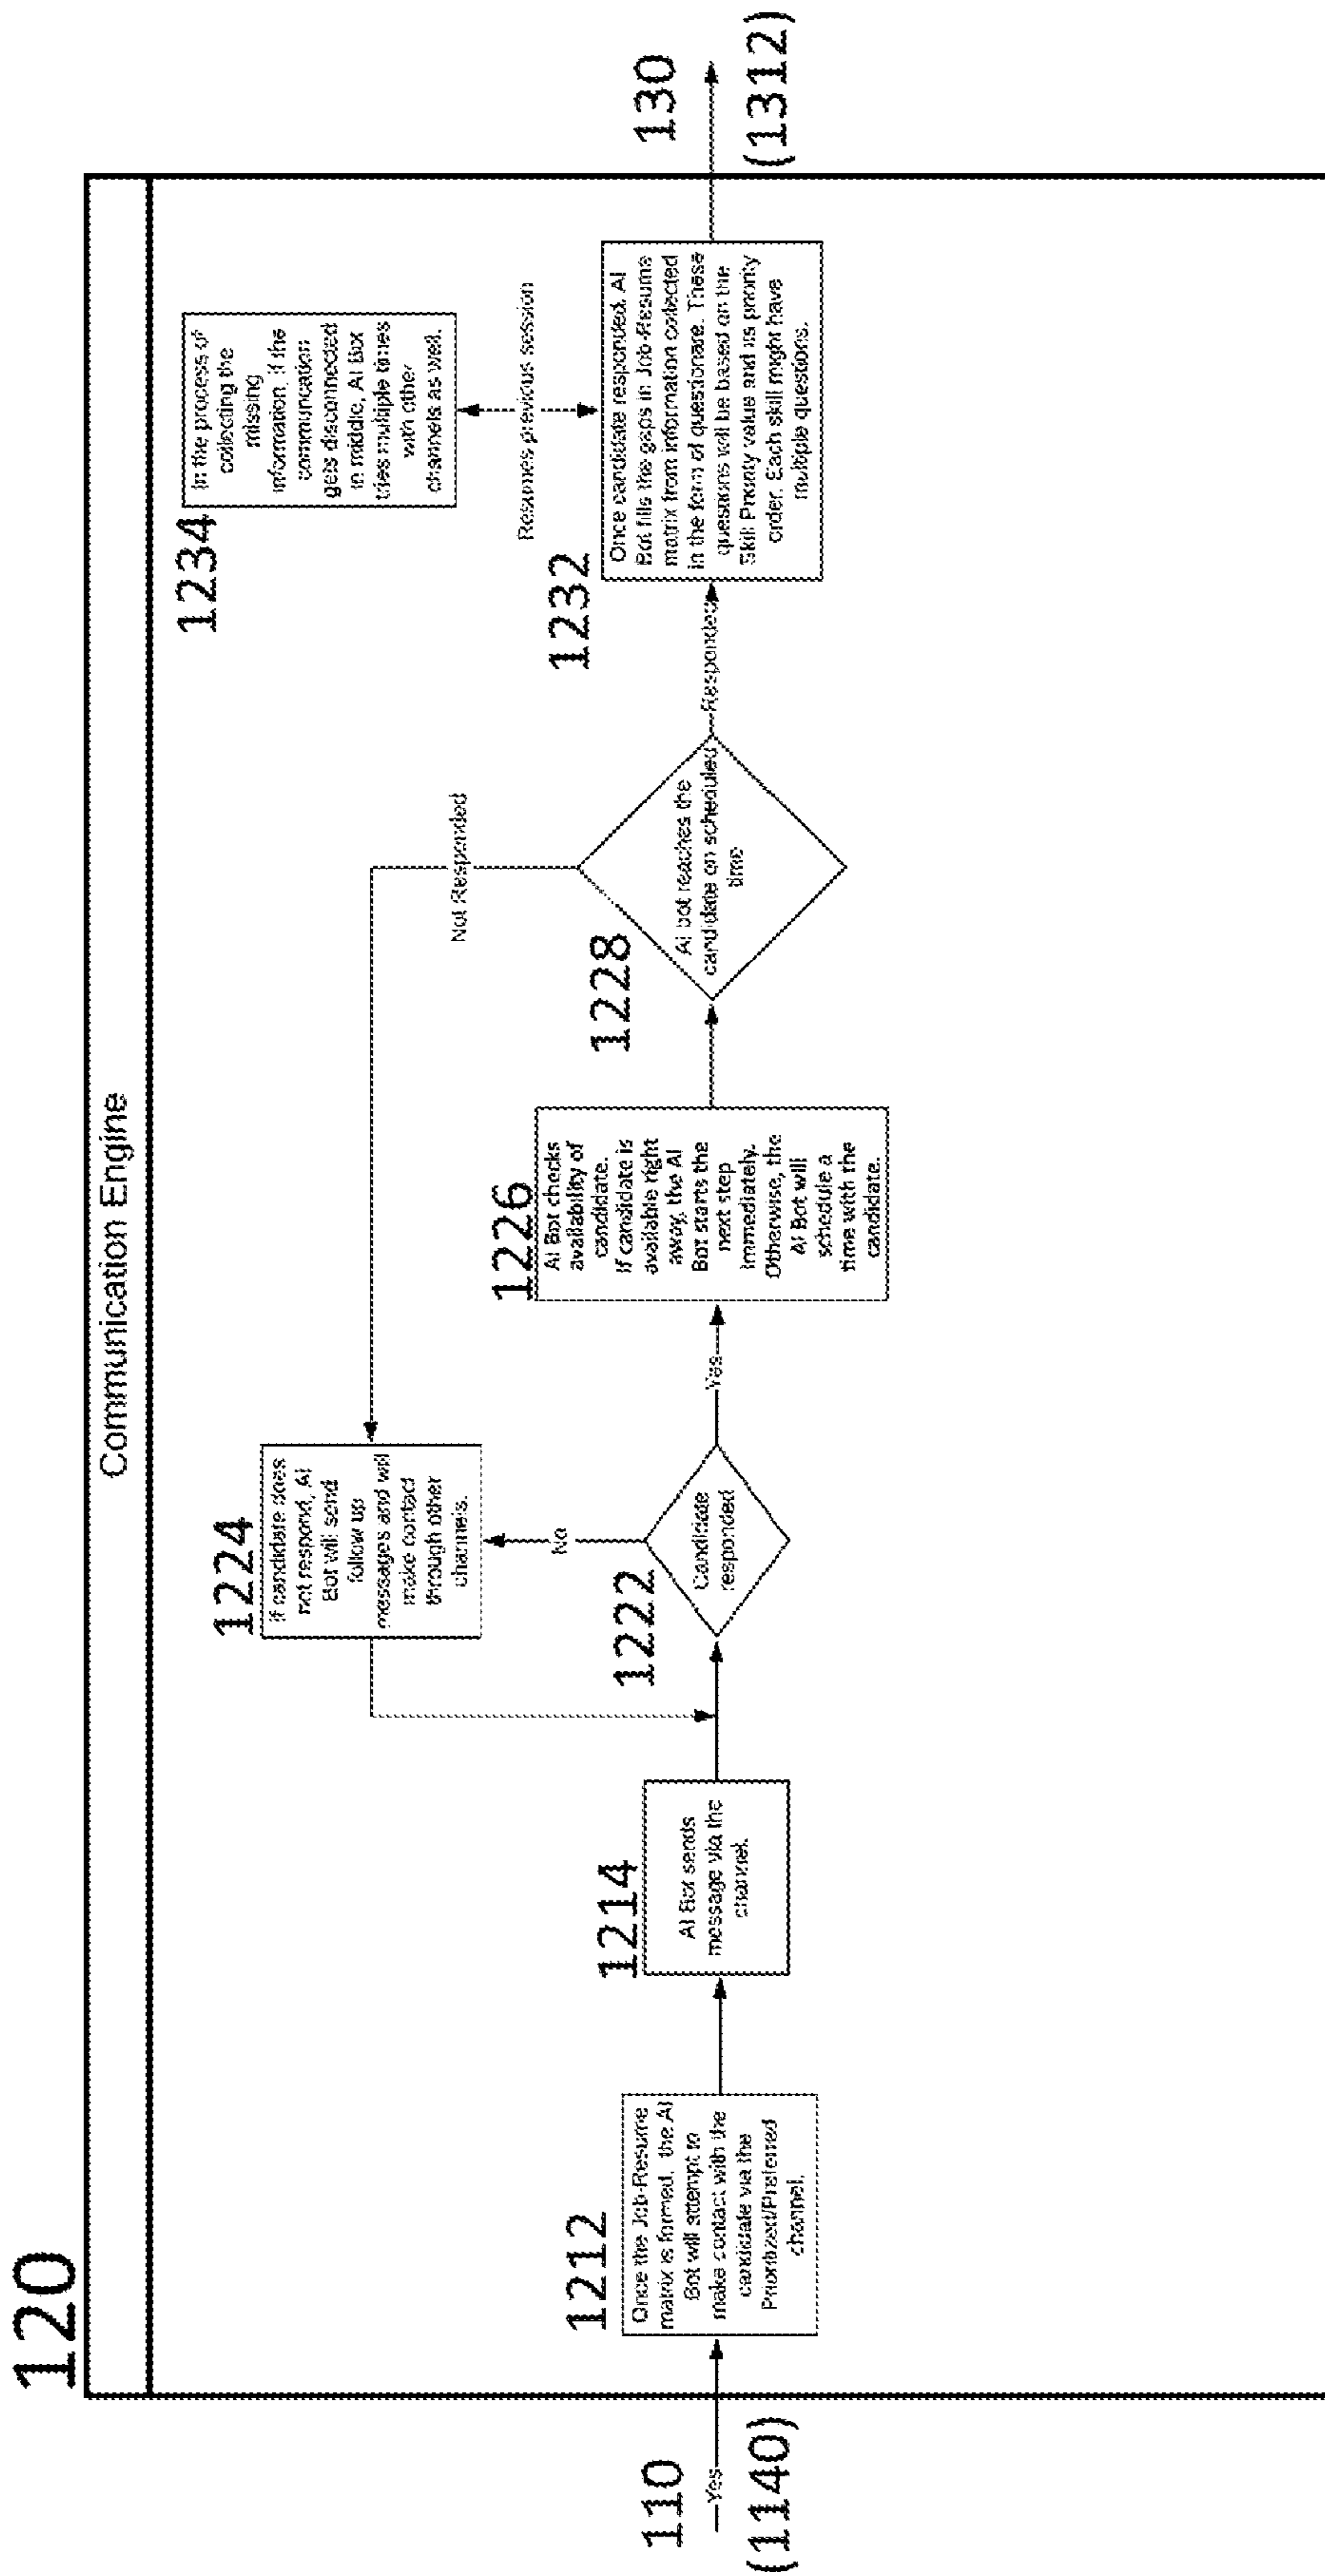 120
Communication Engine
110
Yes
(1140)
1212
Once the Job-Resume
matrix is formed, the AI
Bot will attempt to
make contact with the
candidate via the
Prioritized/Preferred
channel.
1214
AI Bot sends
message via the
channel.
1222
Candidate
responded
No
Yes
1224
If candidate does
not respond, AI
Bot will send
follow up
messages and will
make contact
through other
channels.
1226
AI Bot checks
availability of
candidate.
If candidate is
available right
away, the AI
Bot starts the
next step
immediately.
Otherwise, the
AI Bot will
schedule a
time with the
candidate.
1228
AI bot reaches the
candidate on scheduled
time
Not Responded
Responded
1232
Once candidate responded, AI
Bot fills the gaps in Job-Resume
matrix from information collected
in the form of questionare. These
questions will be based on the
Skill Priority value and its priority
order. Each skill might have
multiple questions.
Resumes previous session
1234
In the process of
collecting the
missing
information, if the
communcation
gets disconnected
in middle, AI Bot
tries multiple times
with other
channels as well.
130
(1312)